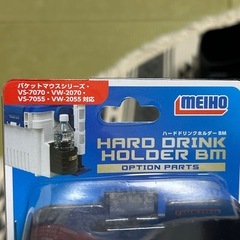 バケットマウスシリーズ・
VS-7070・VW-2070・
VS-7055・VW-2055 対応
MEIHO
ハードドリンクホルダーBM
HARD DRINK
HOLDER BM
OPTION PARTS